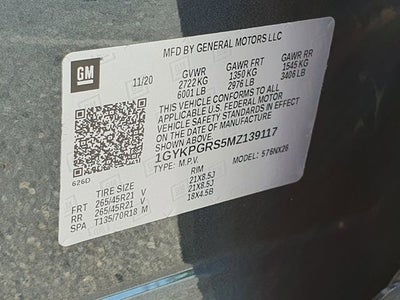 MFD BY GENERAL MOTORS LLC
GM
11/20 GVWR GAWR FRT GAWR RR
2722 KG 1350 KG 1545 KG
6001 LB 2976 LB 3406 LB
THIS VEHICLE CONFORMS TO ALL
APPLICABLE U.S. FEDERAL MOTOR
VEHICLE SAFETY STANDARDS IN EFFECT
ON THE DATE OF MANUFACTURE
1GYKPGRS5MZ139117
626D TYPE: M.P.V. MODEL: 576NX26
TIRE SIZE RIM
FRT 265/45R21 V 21X8.5J
RR 265/45R21 V 21X8.5J
SPA T135/70R18 M 18X4.5B